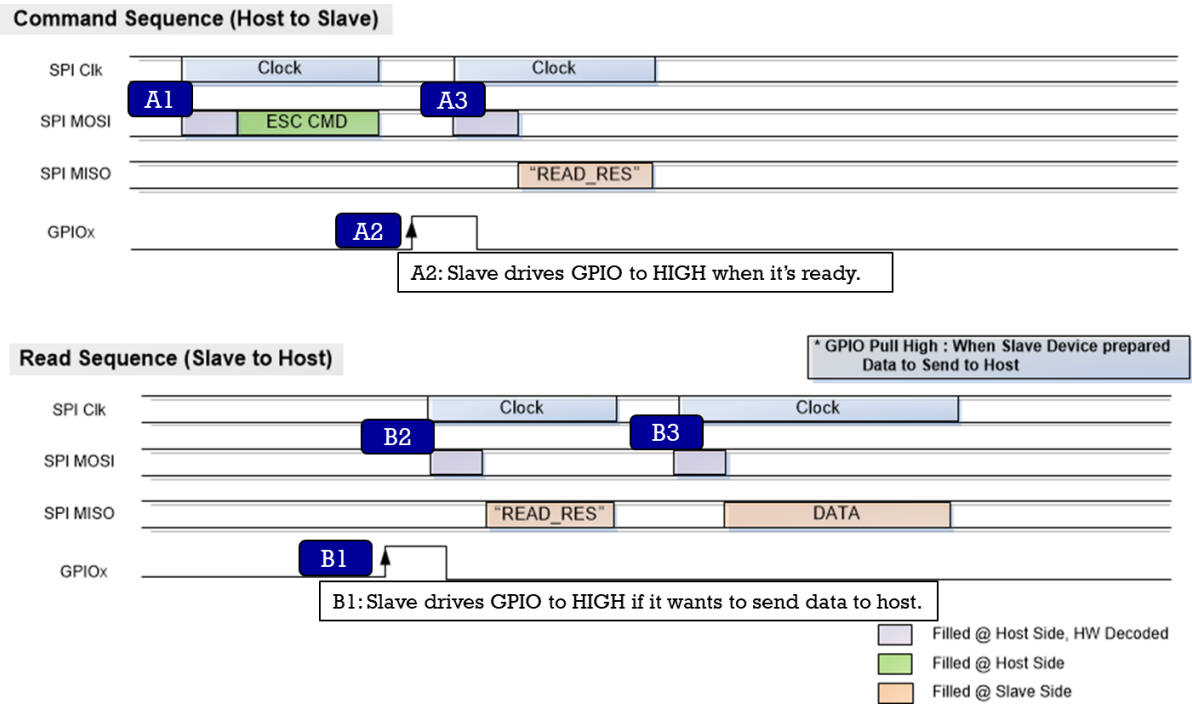 Command Sequence (Host to Slave)
SPI Clk
Clock
Clock
A1
A3
SPI MOSI
ESC CMD
SPI MISO
“READ_RES”
GPIOx
A2
A2: Slave drives GPIO to HIGH when it's ready.
Read Sequence (Slave to Host)
* GPIO Pull High : When Slave Device prepared
Data to Send to Host
SPI Clk
Clock
Clock
B2
B3
SPI MOSI
SPI MISO
“READ_RES”
DATA
B1
GPIOx
B1: Slave drives GPIO to HIGH if it wants to send data to host.
Filled @ Host Side, HW Decoded
Filled @ Host Side
Filled @ Slave Side